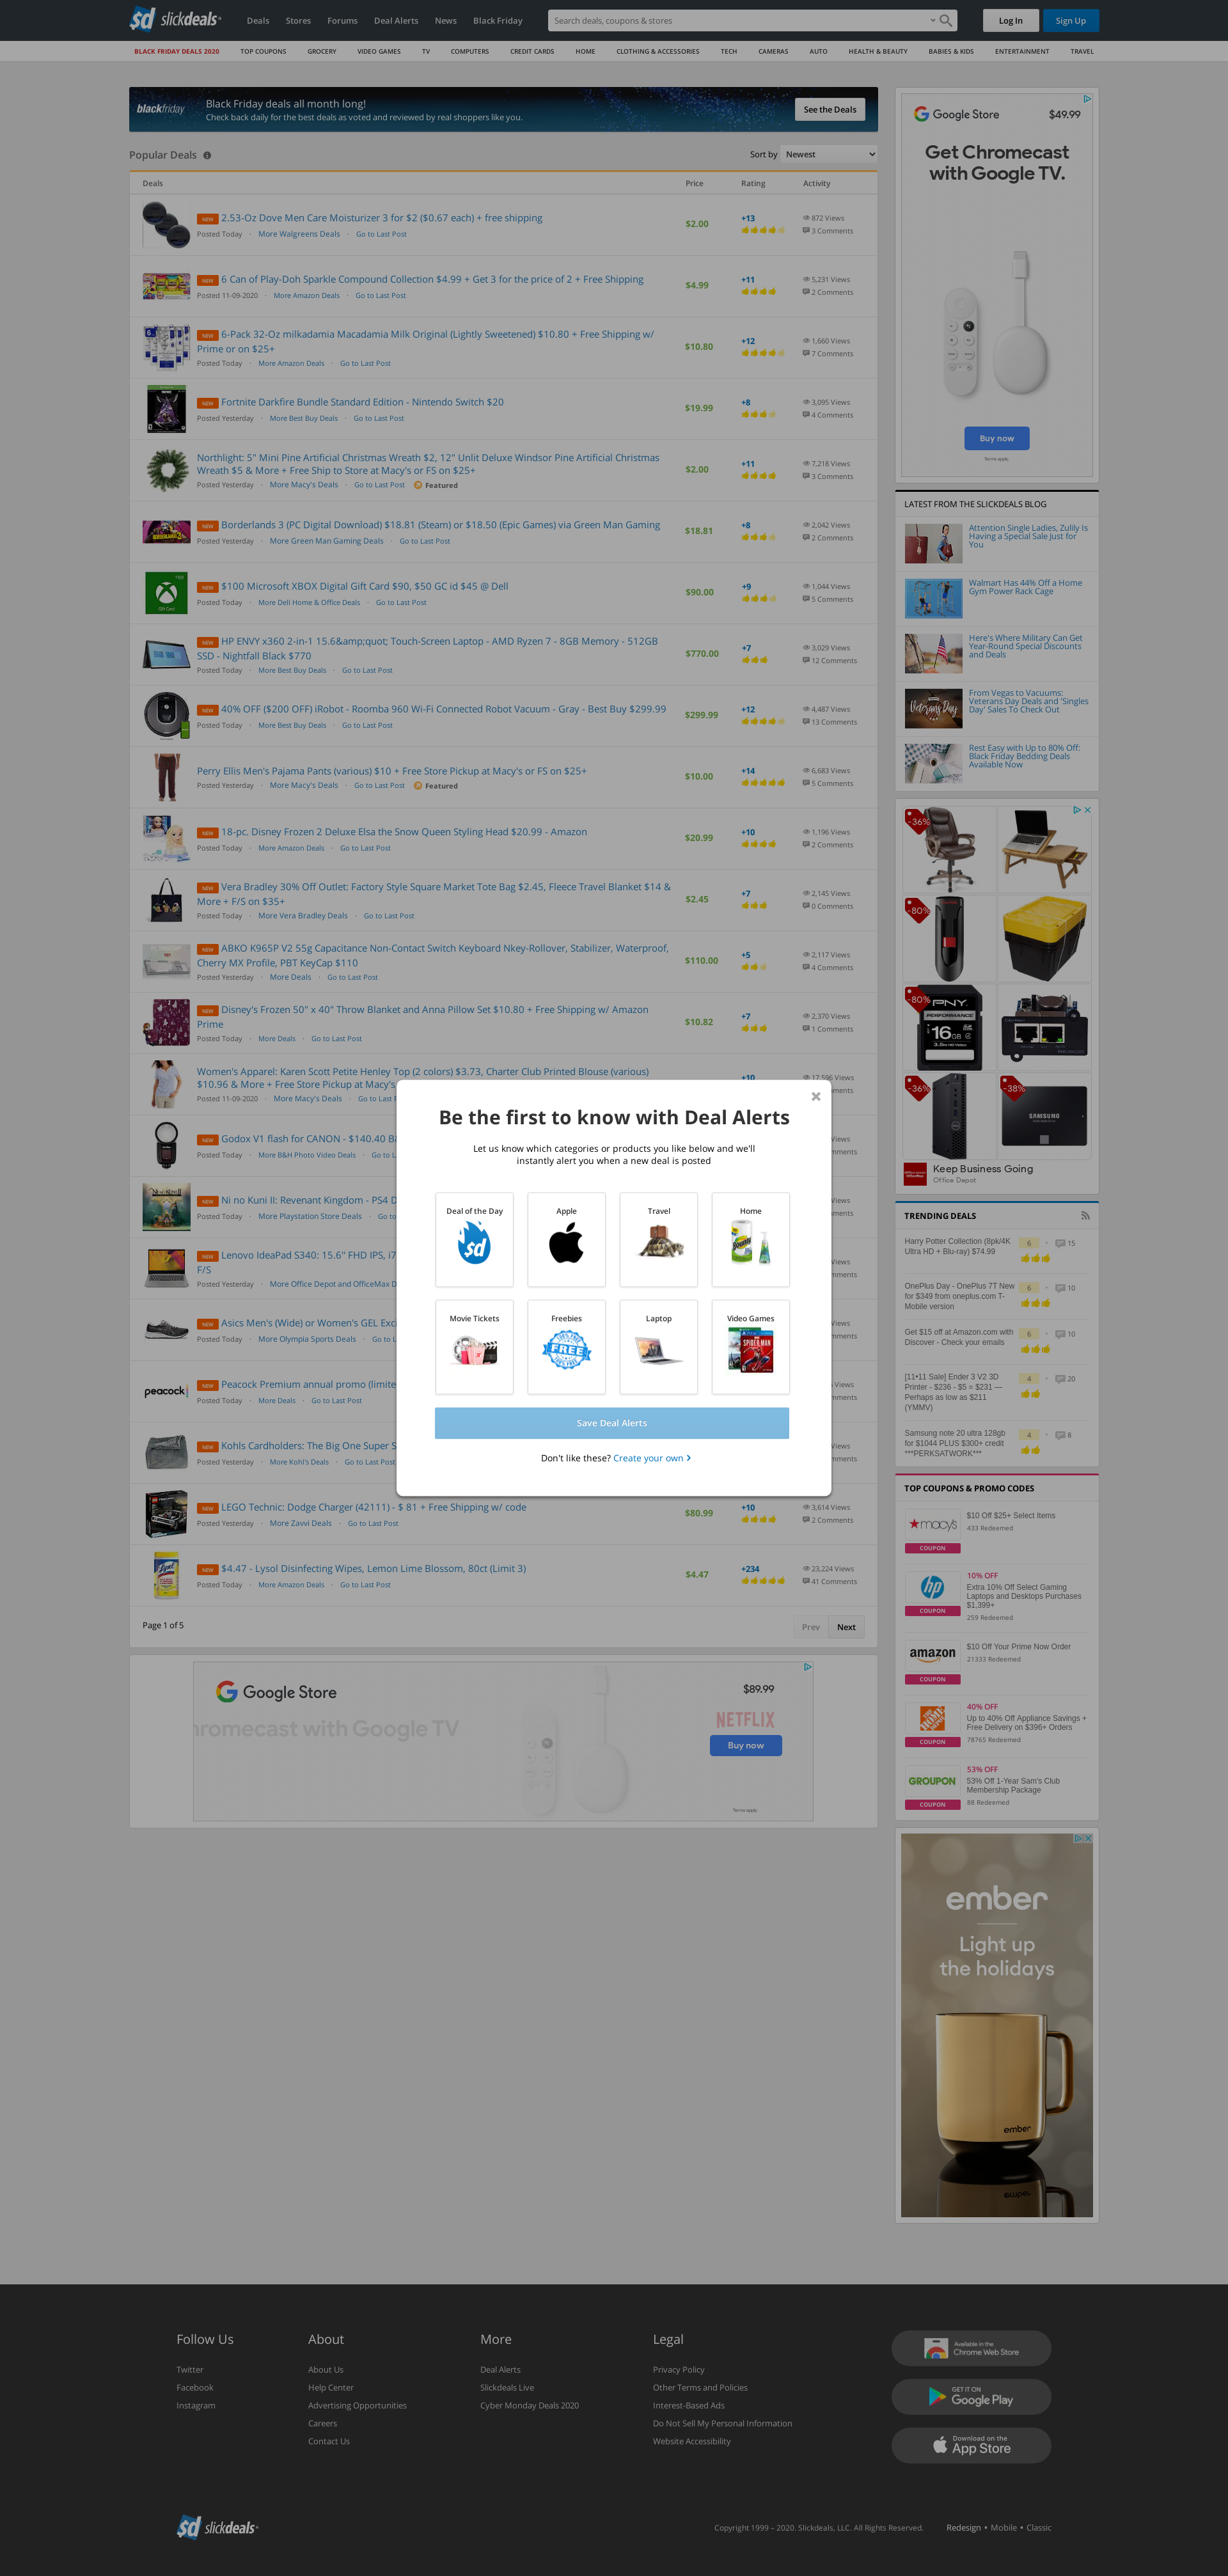 slickdeals
Deals
Stores
Forums
Deal Alerts
News
Black Friday
Search deals, coupons & stores
Log In
Sign Up
BLACK FRIDAY DEALS 2020
TOP COUPONS
GROCERY
VIDEO GAMES
TV
COMPUTERS
CREDIT CARDS
HOME
CLOTHING & ACCESSORIES
TECH
CAMERAS
AUTO
HEALTH & BEAUTY
BABIES & KIDS
ENTERTAINMENT
TRAVEL
blackfriday
Black Friday deals all month long!
Check back daily for the best deals as voted and reviewed by real shoppers like you.
See the Deals
Popular Deals
Sort by Newest
Deals Price Rating Activity
NEW 2.53-Oz Dove Men Care Moisturizer 3 for $2 ($0.67 each) + free shipping
Posted Today · More Walgreens Deals · Go to Last Post
$2.00
+13
872 Views
3 Comments
NEW 6 Can of Play-Doh Sparkle Compound Collection $4.99 + Get 3 for the price of 2 + Free Shipping
Posted 11-09-2020 · More Amazon Deals · Go to Last Post
$4.99
+11
5,231 Views
2 Comments
NEW 6-Pack 32-Oz milkadamia Macadamia Milk Original (Lightly Sweetened) $10.80 + Free Shipping w/
Prime or on $25+
Posted Today · More Amazon Deals · Go to Last Post
$10.80
+12
1,660 Views
7 Comments
NEW Fortnite Darkfire Bundle Standard Edition - Nintendo Switch $20
Posted Yesterday · More Best Buy Deals · Go to Last Post
$19.99
+8
3,095 Views
4 Comments
Northlight: 5" Mini Pine Artificial Christmas Wreath $2, 12" Unlit Deluxe Windsor Pine Artificial Christmas
Wreath $5 & More + Free Ship to Store at Macy's or FS on $25+
Posted Yesterday · More Macy's Deals · Go to Last Post Featured
$2.00
+11
7,218 Views
3 Comments
NEW Borderlands 3 (PC Digital Download) $18.81 (Steam) or $18.50 (Epic Games) via Green Man Gaming
Posted Yesterday · More Green Man Gaming Deals · Go to Last Post
$18.81
+8
2,042 Views
2 Comments
NEW $100 Microsoft XBOX Digital Gift Card $90, $50 GC id $45 @ Dell
Posted Today · More Dell Home & Office Deals · Go to Last Post
$90.00
+9
1,044 Views
5 Comments
NEW HP ENVY x360 2-in-1 15.6&amp;quot; Touch-Screen Laptop - AMD Ryzen 7 - 8GB Memory - 512GB
SSD - Nightfall Black $770
Posted Today · More Best Buy Deals · Go to Last Post
$770.00
+7
3,029 Views
12 Comments
NEW 40% OFF ($200 OFF) iRobot - Roomba 960 Wi-Fi Connected Robot Vacuum - Gray - Best Buy $299.99
Posted Today · More Best Buy Deals · Go to Last Post
$299.99
+12
4,487 Views
13 Comments
Perry Ellis Men's Pajama Pants (various) $10 + Free Store Pickup at Macy's or FS on $25+
Posted Yesterday · More Macy's Deals · Go to Last Post Featured
$10.00
+14
6,683 Views
5 Comments
NEW 18-pc. Disney Frozen 2 Deluxe Elsa the Snow Queen Styling Head $20.99 - Amazon
Posted Today · More Amazon Deals · Go to Last Post
$20.99
+10
1,196 Views
2 Comments
NEW Vera Bradley 30% Off Outlet: Factory Style Square Market Tote Bag $2.45, Fleece Travel Blanket $14 &
More + F/S on $35+
Posted Today · More Vera Bradley Deals · Go to Last Post
$2.45
+7
2,145 Views
0 Comments
NEW ABKO K965P V2 55g Capacitance Non-Contact Switch Keyboard Nkey-Rollover, Stabilizer, Waterproof,
Cherry MX Profile, PBT KeyCap $110
Posted Yesterday · More Deals · Go to Last Post
$110.00
+5
2,117 Views
4 Comments
NEW Disney's Frozen 50" x 40" Throw Blanket and Anna Pillow Set $10.80 + Free Shipping w/ Amazon
Prime
Posted Today · More Deals · Go to Last Post
$10.82
+7
2,370 Views
1 Comments
Women's Apparel: Karen Scott Petite Henley Top (2 colors) $3.73, Charter Club Printed Blouse (various)
$10.96 & More + Free Store Pickup at Macy's
Posted 11-09-2020 · More Macy's Deals · Go to Last
+10
17,596 Views
NEW Godox V1 flash for CANON - $140.40
Posted Today · More B&H Photo Video Deals · Go to
Views
NEW Ni no Kuni II: Revenant Kingdom - PS4
Posted Today · More Playstation Store Deals · Go to
Views
NEW Lenovo IdeaPad S340: 15.6" FHD IPS, i7
F/S
Posted Yesterday · More Office Depot and OfficeMax
Views
NEW Asics Men's (Wide) or Women's GEL
Posted Today · More Olympia Sports Deals · Go to
Views
NEW Peacock Premium annual promo
Posted Today · More Deals · Go to Last Post
Views
NEW Kohls Cardholders: The Big One Super
Posted Yesterday · More Kohl's Deals · Go to Last Post
Views
NEW LEGO Technic: Dodge Charger (42111) - $ 81 + Free Shipping w/ code
Posted Yesterday · More Zavvi Deals · Go to Last Post
$80.99
+10
3,614 Views
2 Comments
NEW $4.47 - Lysol Disinfecting Wipes, Lemon Lime Blossom, 80ct (Limit 3)
Posted Today · More Amazon Deals · Go to Last Post
$4.47
+234
23,224 Views
41 Comments
Page 1 of 5
Prev
Next
Be the first to know with Deal Alerts
Let us know which categories or products you like below and we'll
instantly alert you when a new deal is posted
Deal of the Day
Apple
Travel
Home
Movie Tickets
Freebies
FREE
Laptop
Video Games
Save Deal Alerts
Don't like these? Create your own
Google Store
$89.99
hromecast with Google TV
NETFLIX
Buy now
Terms apply.
Google Store
$49.99
Get Chromecast
with Google TV.
Buy now
Terms apply.
LATEST FROM THE SLICKDEALS BLOG
Attention Single Ladies, Zulily Is
Having a Special Sale Just for
You
Walmart Has 44% Off a Home
Gym Power Rack Cage
Here's Where Military Can Get
Year-Round Special Discounts
and Deals
From Vegas to Vacuums:
Veterans Day Deals and 'Singles
Day' Sales To Check Out
Rest Easy with Up to 80% Off:
Black Friday Bedding Deals
Available Now
-36%
-80%
-80%
PNY
PERFORMANCE
16 GB
-36%
-38%
SAMSUNG
Keep Business Going
Office Depot
TRENDING DEALS
Harry Potter Collection (8pk/4K
Ultra HD + Blu-ray) $74.99
6
15
OnePlus Day - OnePlus 7T New
for $349 from oneplus.com T-
Mobile version
6
10
Get $15 off at Amazon.com with
Discover - Check your emails
6
10
[11•11 Sale] Ender 3 V2 3D
Printer - $236 - $5 = $231 —
Perhaps as low as $211
(YMMV)
4
20
Samsung note 20 ultra 128gb
for $1044 PLUS $300+ credit
***PERKSATWORK***
4
8
TOP COUPONS & PROMO CODES
macy's
COUPON
$10 Off $25+ Select Items
433 Redeemed
hp
COUPON
10% OFF
Extra 10% Off Select Gaming
Laptops and Desktops Purchases
$1,399+
259 Redeemed
amazon
COUPON
$10 Off Your Prime Now Order
21333 Redeemed
COUPON
40% OFF
Up to 40% Off Appliance Savings +
Free Delivery on $396+ Orders
78765 Redeemed
GROUPON
COUPON
53% OFF
53% Off 1-Year Sam's Club
Membership Package
88 Redeemed
ember
Light up
the holidays
ember
Follow Us
Twitter
Facebook
Instagram
About
About Us
Help Center
Advertising Opportunities
Careers
Contact Us
More
Deal Alerts
Slickdeals Live
Cyber Monday Deals 2020
Legal
Privacy Policy
Other Terms and Policies
Interest-Based Ads
Do Not Sell My Personal Information
Website Accessibility
Available in the
Chrome Web Store
GET IT ON
Google Play
Download on the
App Store
slickdeals
Copyright 1999 – 2020. Slickdeals, LLC. All Rights Reserved.
Redesign • Mobile • Classic